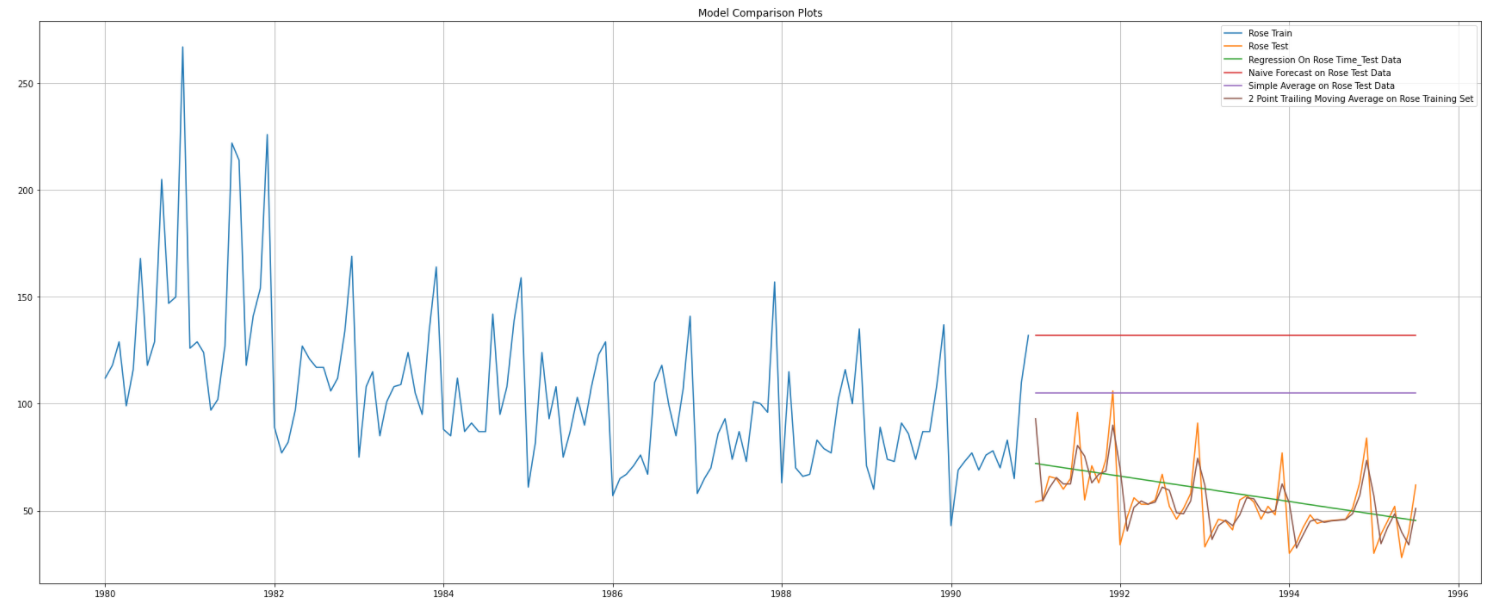 Model Comparison Plots
Rose Train
Rose Test
Regression On Rose Time_Test Data
Naive Forecast on Rose Test Data
Simple Average on Rose Test Data
2 Point Trailing Moving Average on Rose Training Set
250
200
150
100
50
1980 1982 1984 1986 1988 1990 1992 1994 1996